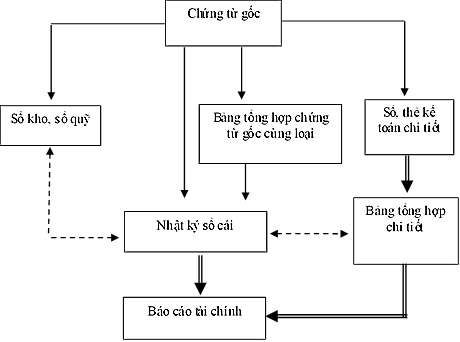 Chứng từ gốc
Sổ kho, sổ quỹ
Bảng tổng hợp chứng
từ gốc cùng loại
Sổ, thẻ kế
toán chi tiết
Nhật ký sổ cái
Bảng tổng hợp
chi tiết
Báo cáo tài chính